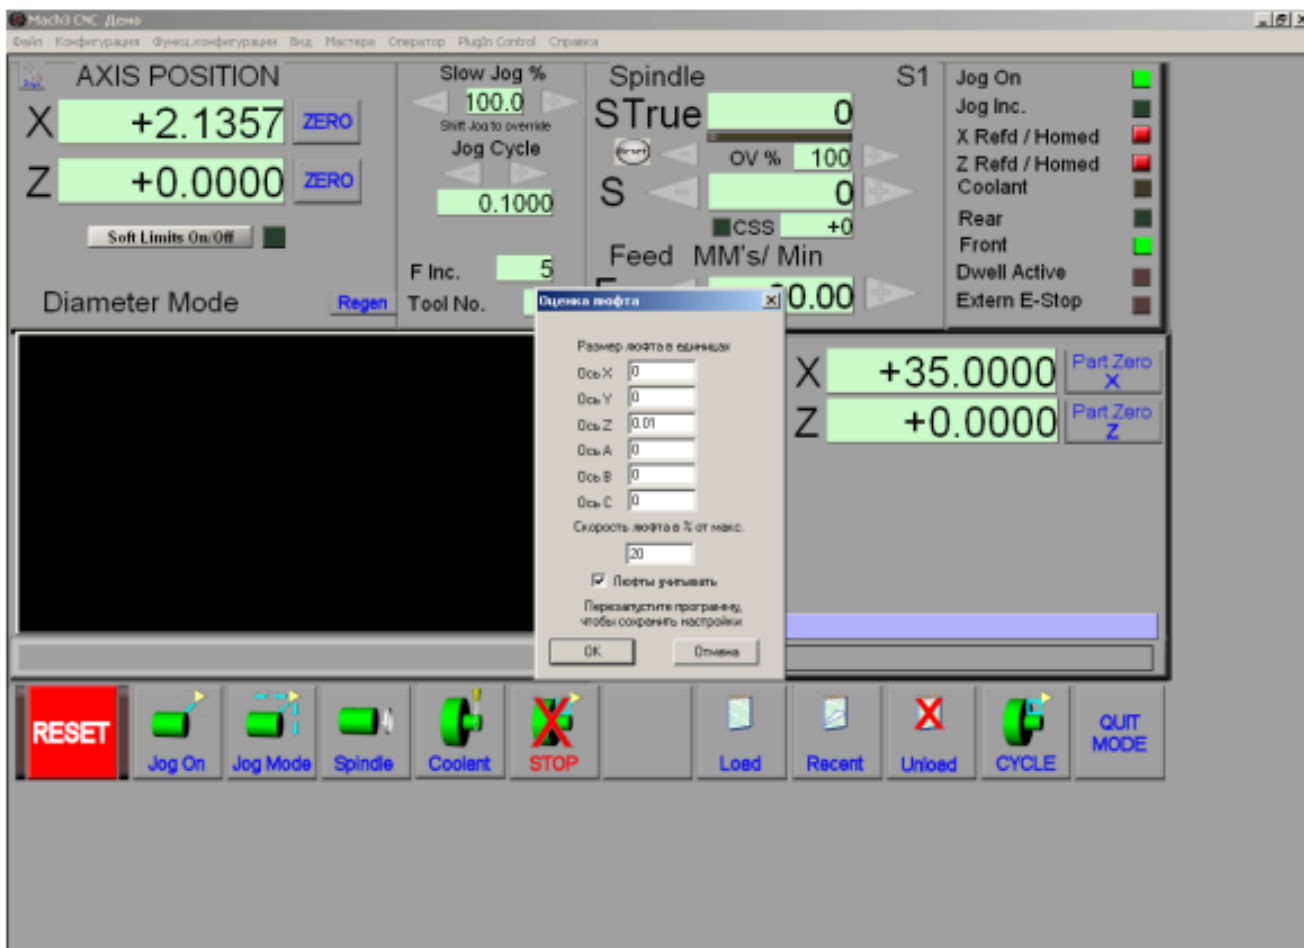 Mach3 CNC Демо
Файл Конфигурация Функц.конфигурации Вид Мастера Оператор PlugIn Control Справка
AXIS POSITION
X +2.1357 ZERO
Z +0.0000 ZERO
Soft Limits On/Off
Diameter Mode Regen
Slow Jog %
100.0
Shift Jog to override
Jog Cycle
0.1000
F Inc. 5
Tool No.
Spindle S1
STrue 0
Reset OV % 100
S 0
CSS +0
Feed MM's/ Min
00.00
Jog On
Jog Inc.
X Refd / Homed
Z Refd / Homed
Coolant
Rear
Front
Dwell Active
Extern E-Stop
Оценка люфта
Размер люфта в единицах
Ось X 0
Ось Y 0
Ось Z 0.01
Ось A 0
Ось B 0
Ось C 0
Скорость люфта в % от макс.
20
Люфты учитывать
Перезапустите программу,
чтобы сохранить настройки
OK Отмена
X +35.0000 Part Zero X
Z +0.0000 Part Zero Z
RESET Jog On Jog Mode Spindle Coolant STOP Load Recent Unload CYCLE QUIT MODE